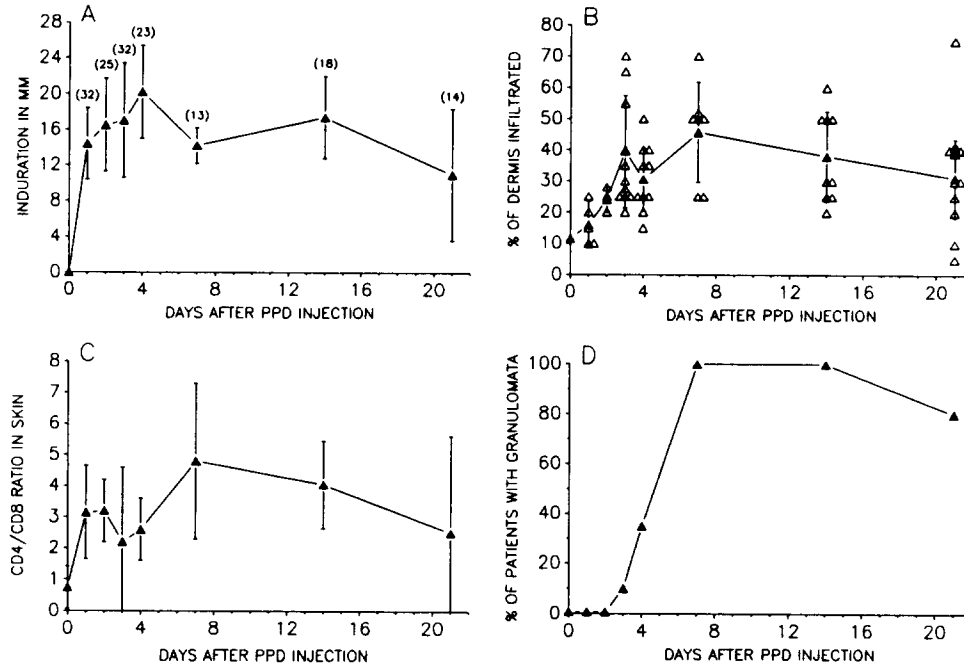 A
INDURATION IN MM
28
24
20
16
12
8
4
0
(32)
(25)
(32)
(23)
(13)
(18)
(14)
0 4 8 12 16 20
DAYS AFTER PPD INJECTION
B
% OF DERMIS INFILTRATED
80
70
60
50
40
30
20
10
0
0 4 8 12 16 20
DAYS AFTER PPD INJECTION
C
CD4/CD8 RATIO IN SKIN
8
7
6
5
4
3
2
1
0
0 4 8 12 16 20
DAYS AFTER PPD INJECTION
D
% OF PATIENTS WITH GRANULOMATA
100
80
60
40
20
0
0 4 8 12 16 20
DAYS AFTER PPD INJECTION